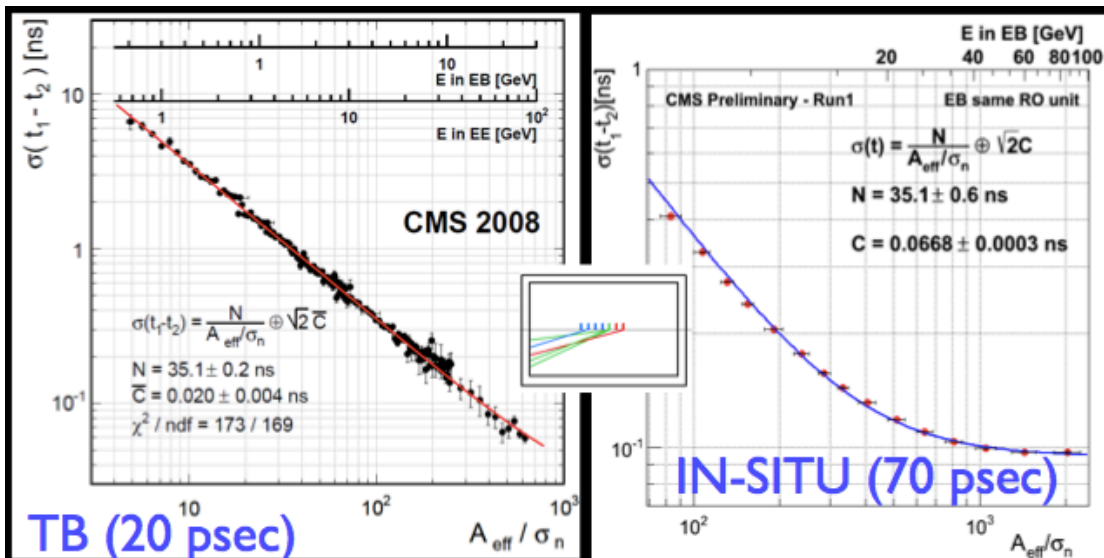 E in EB [GeV]
1 10
1 10 10²
E in EE [GeV]
σ( t₁ - t₂ ) [ns]
10
1
10⁻¹
CMS 2008
σ(t₁-t₂) = N / (A eff / σn) ⊕ √2 C̅
N = 35.1 ± 0.2 ns
C̅ = 0.020 ± 0.004 ns
χ² / ndf = 173 / 169
10 10² 10³
A eff / σn
TB (20 psec)
E in EB [GeV]
20 40 60 80 100
σ(t₁-t₂)[ns]
1
10⁻¹
CMS Preliminary - Run1 EB same RO unit
σ(t) = N / (Aeff/σn) ⊕ √2C
N = 35.1 ± 0.6 ns
C = 0.0668 ± 0.0003 ns
IN-SITU (70 psec)
10² 10³
Aeff/σn